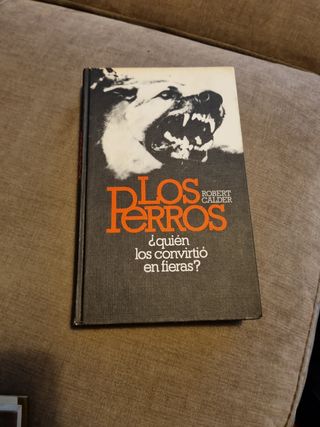 LOS
PERROS
ROBERT
CALDER
¿quién
los convirtió
en fieras?